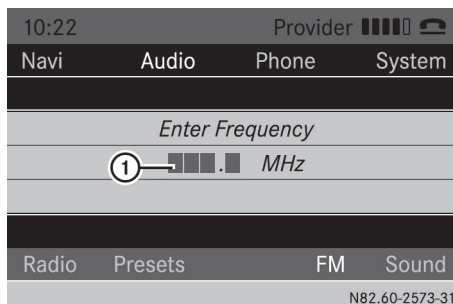 10:22 Provider
Navi Audio Phone System
Enter Frequency
1 . MHz
Radio Presets FM Sound
N82.60-2573-31